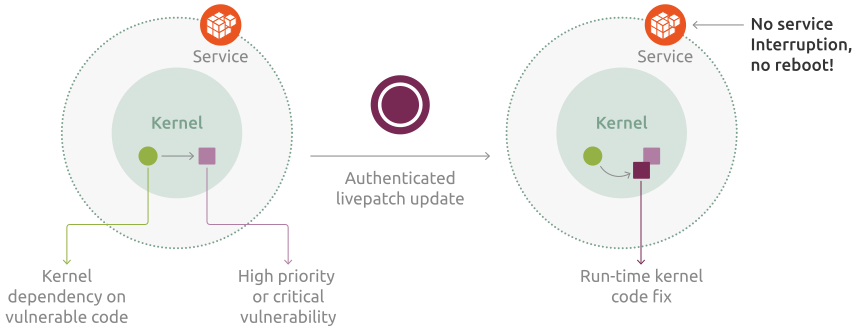 Service
Kernel
Kernel
dependency on
vulnerable code
High priority
or critical
vulnerability
Authenticated
livepatch update
Service
No service
Interruption,
no reboot!
Kernel
Run-time kernel
code fix